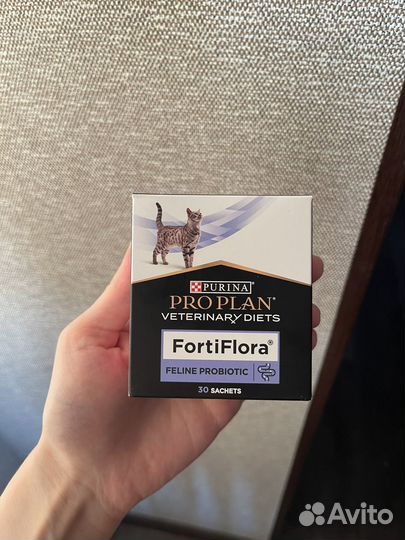 PURINA
PRO PLAN®
VETERINARY DIETS
FortiFlora®
FELINE PROBIOTIC
30 SACHETS
Avito